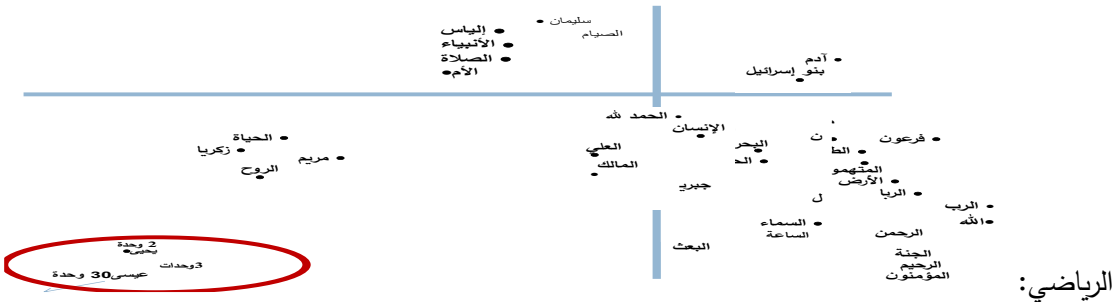 سليمان
الصيام
إلياس
الأنبياء
الصلاة
الأم
آدم
بنو إسرائيل
الحمد لله
الإنسان
البحر
فرعون
العلي
المالك
المتهمو
الأرض
جبريـ
الربا
الرب
الله
السماء
الساعة
الرحمن
البعث
الجنة
الرحيم
المؤمنون
الحياة
زكريا
مريم
الروح
2 وحدة
يحيى
3وحدات
عيسى30 وحدة
الرياضي: